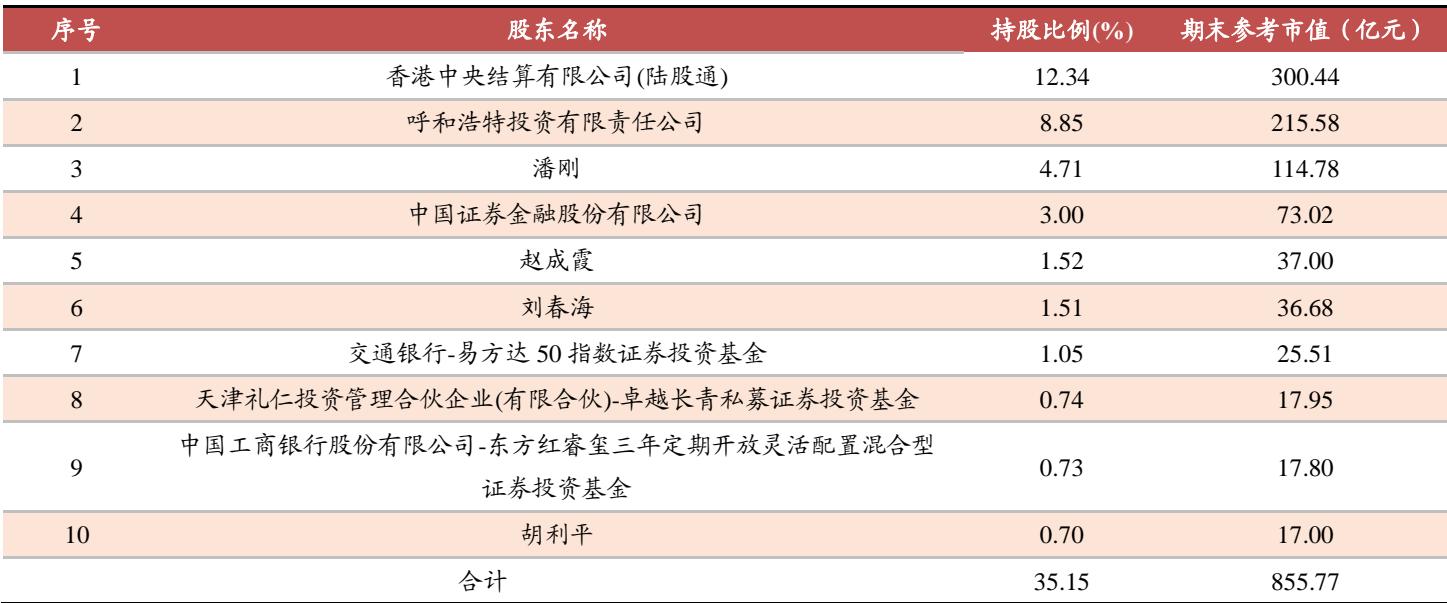 序号 股东名称 持股比例(%) 期末参考市值（亿元）
1 香港中央结算有限公司(陆股通) 12.34 300.44
2 呼和浩特投资有限责任公司 8.85 215.58
3 潘刚 4.71 114.78
4 中国证券金融股份有限公司 3.00 73.02
5 赵成霞 1.52 37.00
6 刘春海 1.51 36.68
7 交通银行-易方达 50 指数证券投资基金 1.05 25.51
8 天津礼仁投资管理合伙企业(有限合伙)-卓越长青私募证券投资基金 0.74 17.95
9 中国工商银行股份有限公司-东方红睿玺三年定期开放灵活配置混合型 0.73 17.80
证券投资基金
10 胡利平 0.70 17.00
合计 35.15 855.77